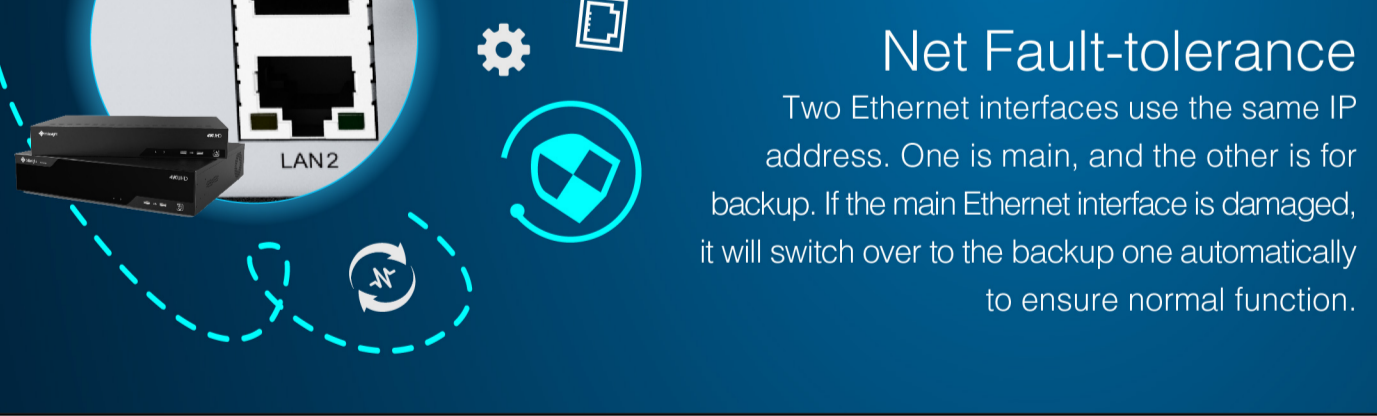 Net Fault-tolerance
Two Ethernet interfaces use the same IP
address. One is main, and the other is for
backup. If the main Ethernet interface is damaged,
it will switch over to the backup one automatically
to ensure normal function.
LAN2